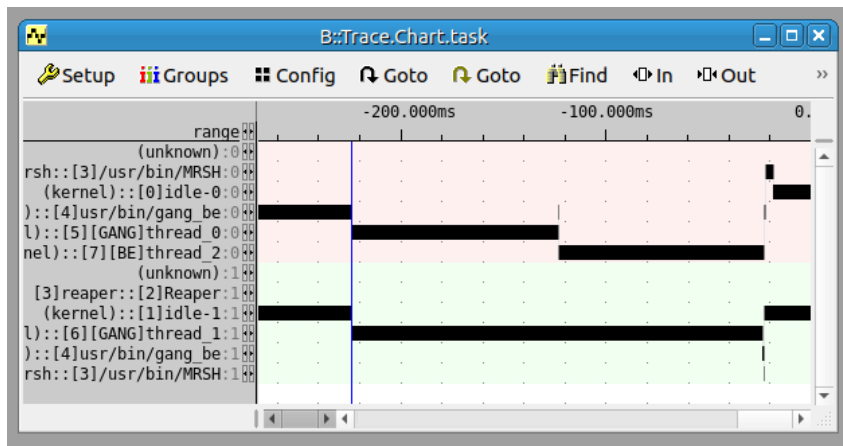 B::Trace.Chart.task
Setup Groups Config Goto Goto Find In Out »
-200.000ms -100.000ms 0.
range
(unknown):0
rsh::[3]/usr/bin/MRSH:0
(kernel)::[0]idle-0:0
)::[4]usr/bin/gang_be:0
l)::[5][GANG]thread_0:0
nel)::[7][BE]thread_2:0
(unknown):1
[3]reaper::[2]Reaper:1
(kernel)::[1]idle-1:1
l)::[6][GANG]thread_1:1
)::[4]usr/bin/gang_be:1
rsh::[3]/usr/bin/MRSH:1